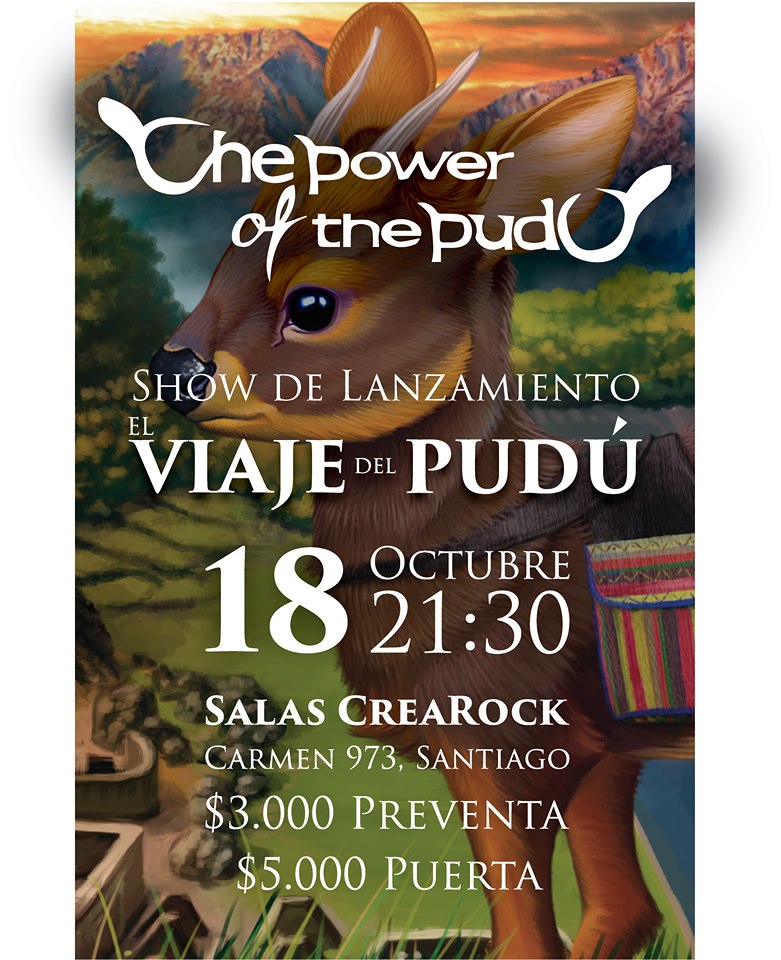 the power
of the pudu
Show de Lanzamiento
El
Viaje del Pudú
18 Octubre
21:30
Salas CreaRock
Carmen 973, Santiago
$3.000 Preventa
$5.000 Puerta